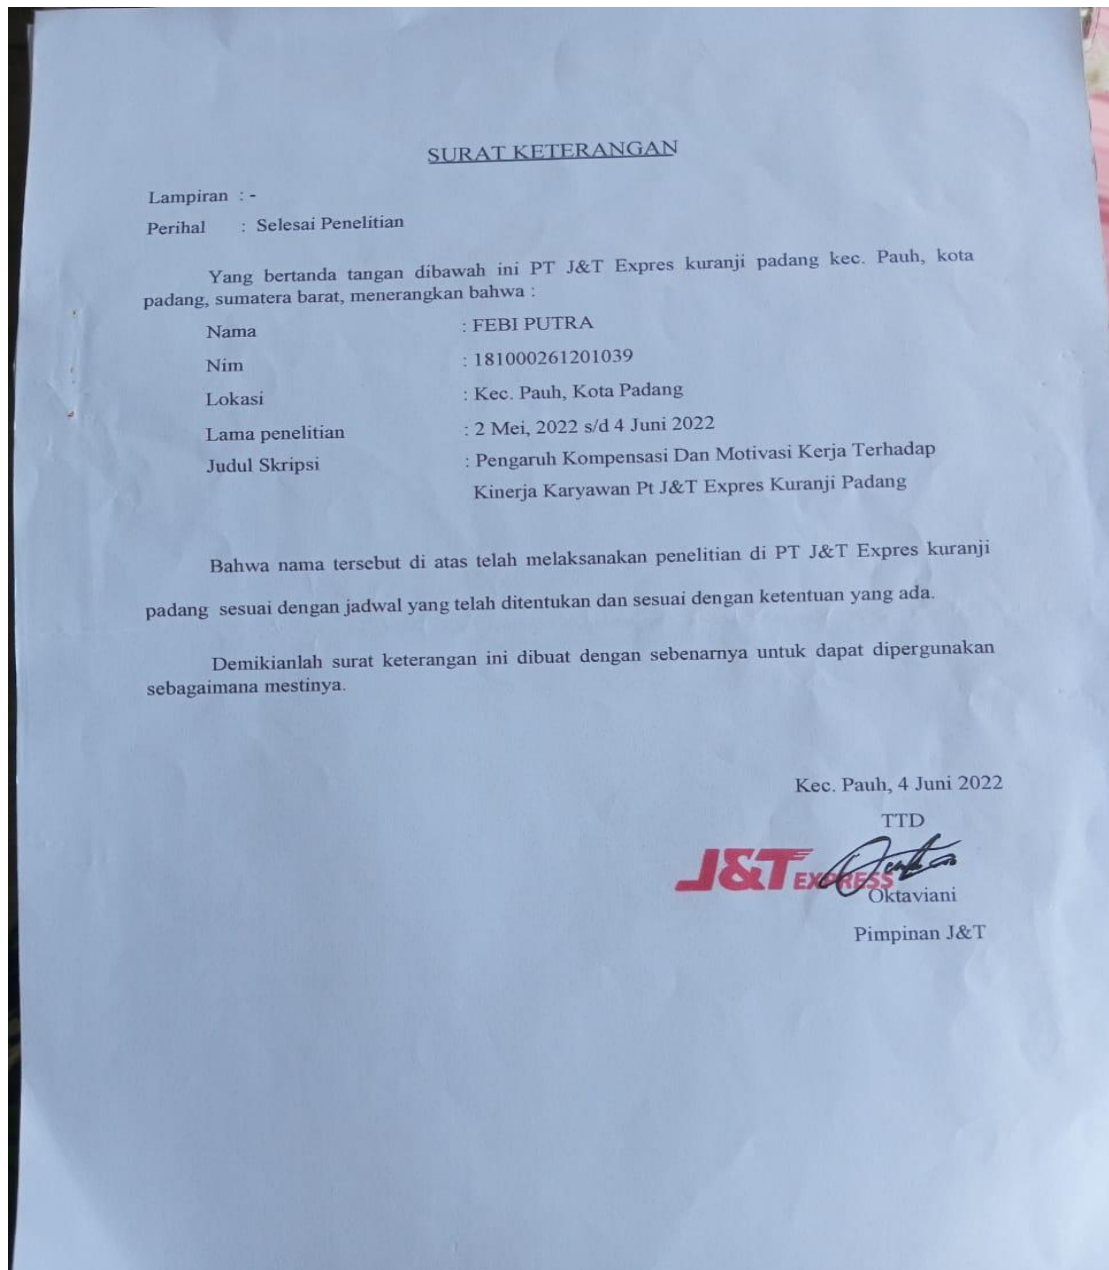 SURAT KETERANGAN
Lampiran : -
Perihal : Selesai Penelitian
Yang bertanda tangan dibawah ini PT J&T Expres kuranji padang kec. Pauh, kota
padang, sumatera barat, menerangkan bahwa :
Nama : FEBI PUTRA
Nim : 181000261201039
Lokasi : Kec. Pauh, Kota Padang
Lama penelitian : 2 Mei, 2022 s/d 4 Juni 2022
Judul Skripsi : Pengaruh Kompensasi Dan Motivasi Kerja Terhadap
Kinerja Karyawan Pt J&T Expres Kuranji Padang
Bahwa nama tersebut di atas telah melaksanakan penelitian di PT J&T Expres kuranji
padang sesuai dengan jadwal yang telah ditentukan dan sesuai dengan ketentuan yang ada.
Demikianlah surat keterangan ini dibuat dengan sebenarnya untuk dapat dipergunakan
sebagaimana mestinya.
Kec. Pauh, 4 Juni 2022
TTD
J&T EXPRESS
Oktaviani
Pimpinan J&T